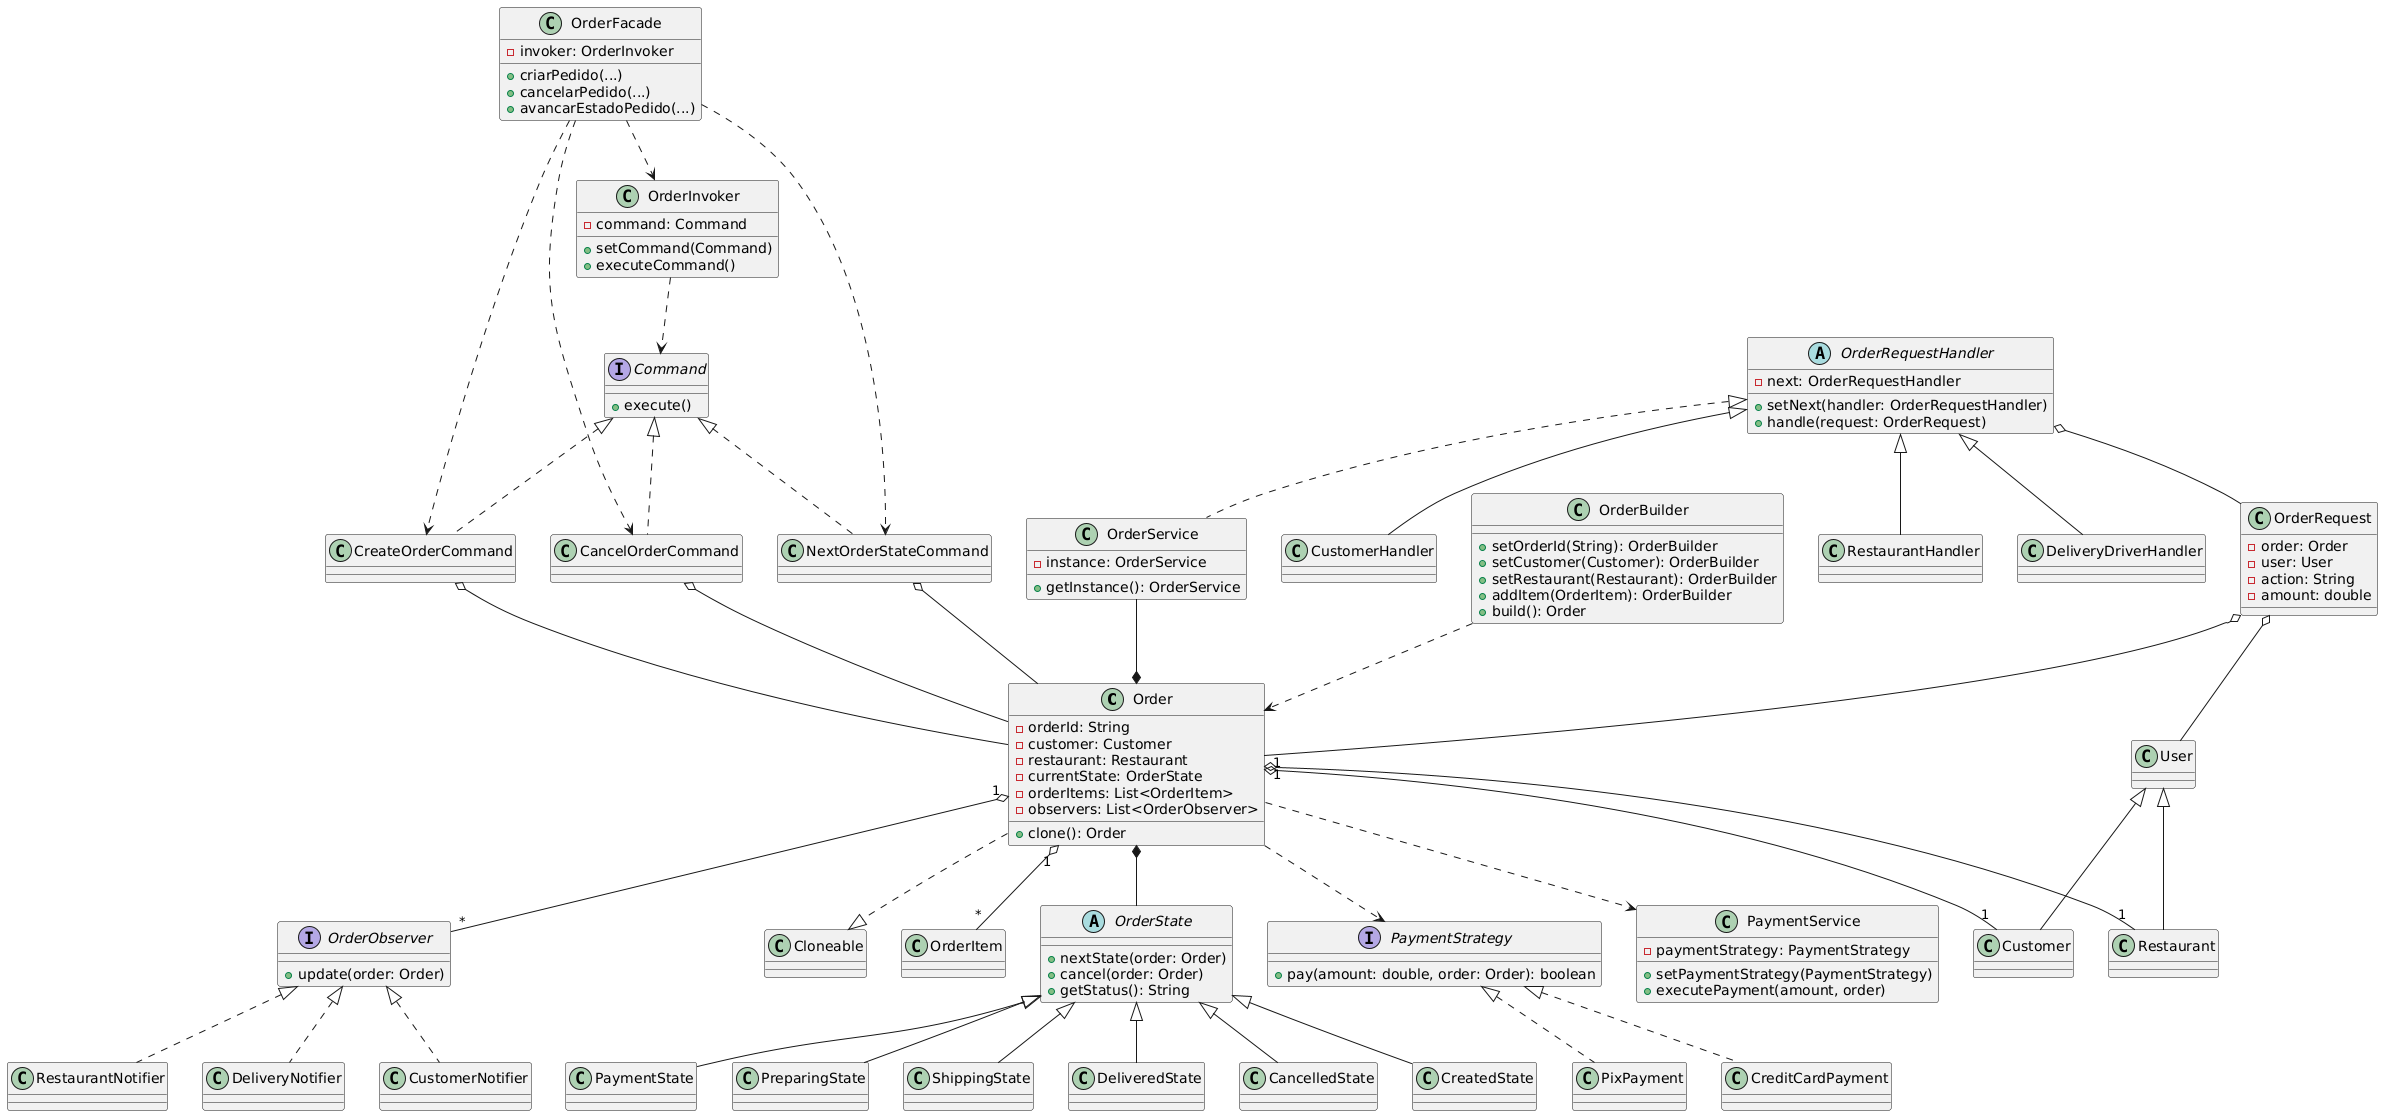 C OrderFacade
invoker: OrderInvoker
criarPedido(...)
cancelarPedido(...)
avancarEstadoPedido(...)
C OrderInvoker
command: Command
setCommand(Command)
executeCommand()
I Command
execute()
A OrderRequestHandler
next: OrderRequestHandler
setNext(handler: OrderRequestHandler)
handle(request: OrderRequest)
C CreateOrderCommand
C CancelOrderCommand
C NextOrderStateCommand
C OrderService
instance: OrderService
getInstance(): OrderService
C CustomerHandler
C OrderBuilder
setOrderId(String): OrderBuilder
setCustomer(Customer): OrderBuilder
setRestaurant(Restaurant): OrderBuilder
addItem(OrderItem): OrderBuilder
build(): Order
C RestaurantHandler
C DeliveryDriverHandler
C OrderRequest
order: Order
user: User
action: String
amount: double
C Order
orderId: String
customer: Customer
restaurant: Restaurant
currentState: OrderState
orderItems: List<OrderItem>
observers: List<OrderObserver>
clone(): Order
1
1
1
1
C User
*
*
1
1
I OrderObserver
update(order: Order)
C Cloneable
C OrderItem
A OrderState
nextState(order: Order)
cancel(order: Order)
getStatus(): String
I PaymentStrategy
pay(amount: double, order: Order): boolean
C PaymentService
paymentStrategy: PaymentStrategy
setPaymentStrategy(PaymentStrategy)
executePayment(amount, order)
C Customer
C Restaurant
C RestaurantNotifier
C DeliveryNotifier
C CustomerNotifier
C PaymentState
C PreparingState
C ShippingState
C DeliveredState
C CancelledState
C CreatedState
C PixPayment
C CreditCardPayment